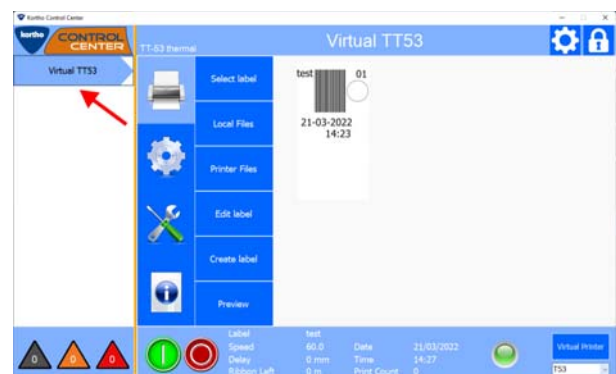 Kortho Control Center
kortho CONTROL CENTER
TT-53 thermal
Virtual TT53
Virtual TT53
Select label
Local Files
Printer Files
Edit label
Create label
Preview
test 01
21-03-2022
14:23
0 0 0
Label test
Speed 60.0 Date 21/03/2022
Delay 0 mm Time 14:27
Ribbon Left 0 m Print Count 0
Virtual Printer
T53